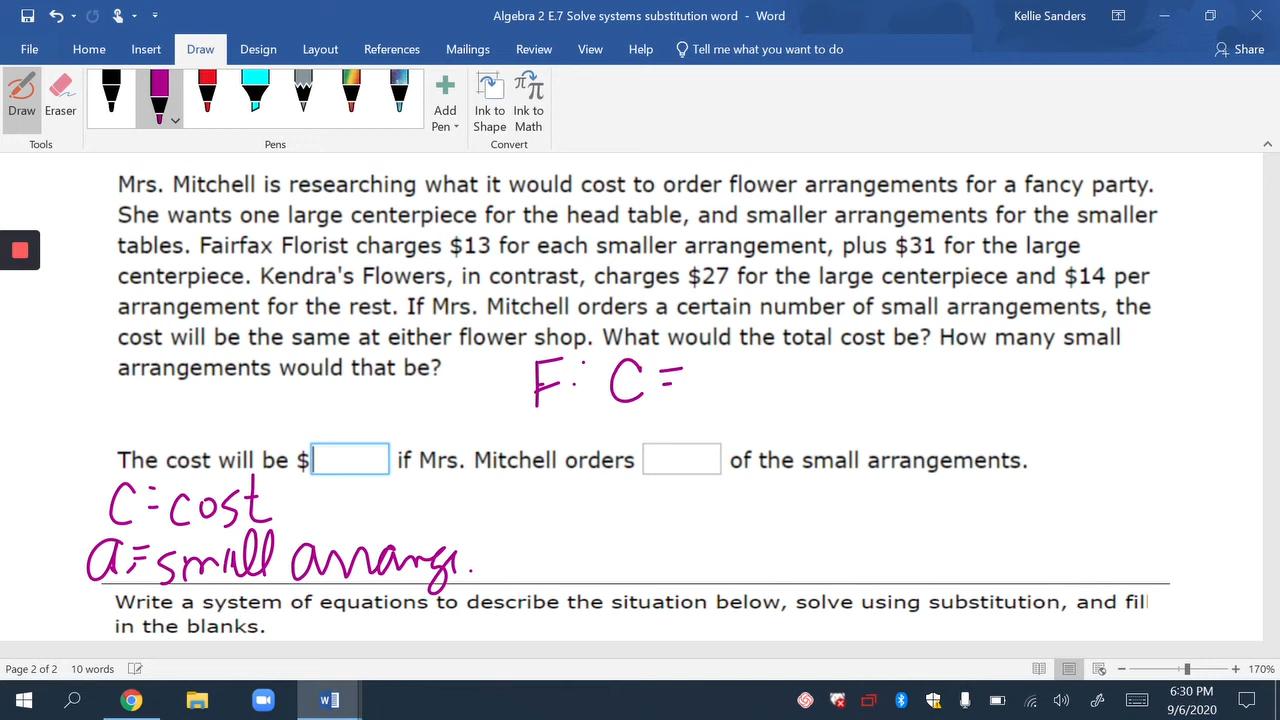 Algebra 2 E.7 Solve systems substitution word - Word
Kellie Sanders
File Home Insert Draw Design Layout References Mailings Review View Help Tell me what you want to do Share
Draw Eraser Add Pen Ink to Shape Ink to Math
Tools Pens Convert
Mrs. Mitchell is researching what it would cost to order flower arrangements for a fancy party.
She wants one large centerpiece for the head table, and smaller arrangements for the smaller
tables. Fairfax Florist charges $13 for each smaller arrangement, plus $31 for the large
centerpiece. Kendra's Flowers, in contrast, charges $27 for the large centerpiece and $14 per
arrangement for the rest. If Mrs. Mitchell orders a certain number of small arrangements, the
cost will be the same at either flower shop. What would the total cost be? How many small
arrangements would that be?
F: C =
The cost will be $ if Mrs. Mitchell orders of the small arrangements.
C = cost
a = small arrang.
Write a system of equations to describe the situation below, solve using substitution, and fill
in the blanks.
Page 2 of 2 10 words 170%
6:30 PM
9/6/2020